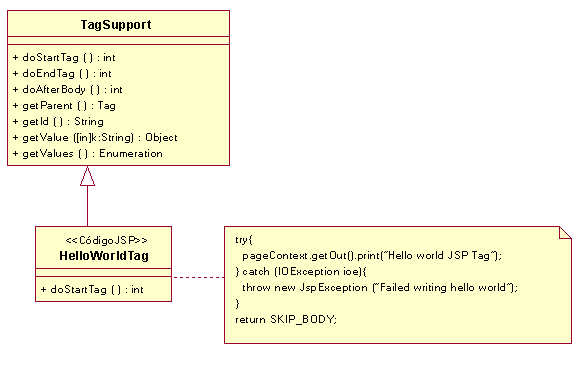 TagSupport
+ doStartTag ( ) : int
+ doEndTag ( ) : int
+ doAfterBody ( ) : int
+ getParent ( ) : Tag
+ getId ( ) : String
+ getValue ([in]k:String) : Object
+ getValues ( ) : Enumeration
<<CódigoJSP>>
HelloWorldTag
+ doStartTag ( ) : int
try{
pageContext.getOut().print("Hello world JSP Tag");
} catch (IOException ioe){
throw new JspException ("Failed writing hello world");
}
return SKIP_BODY;